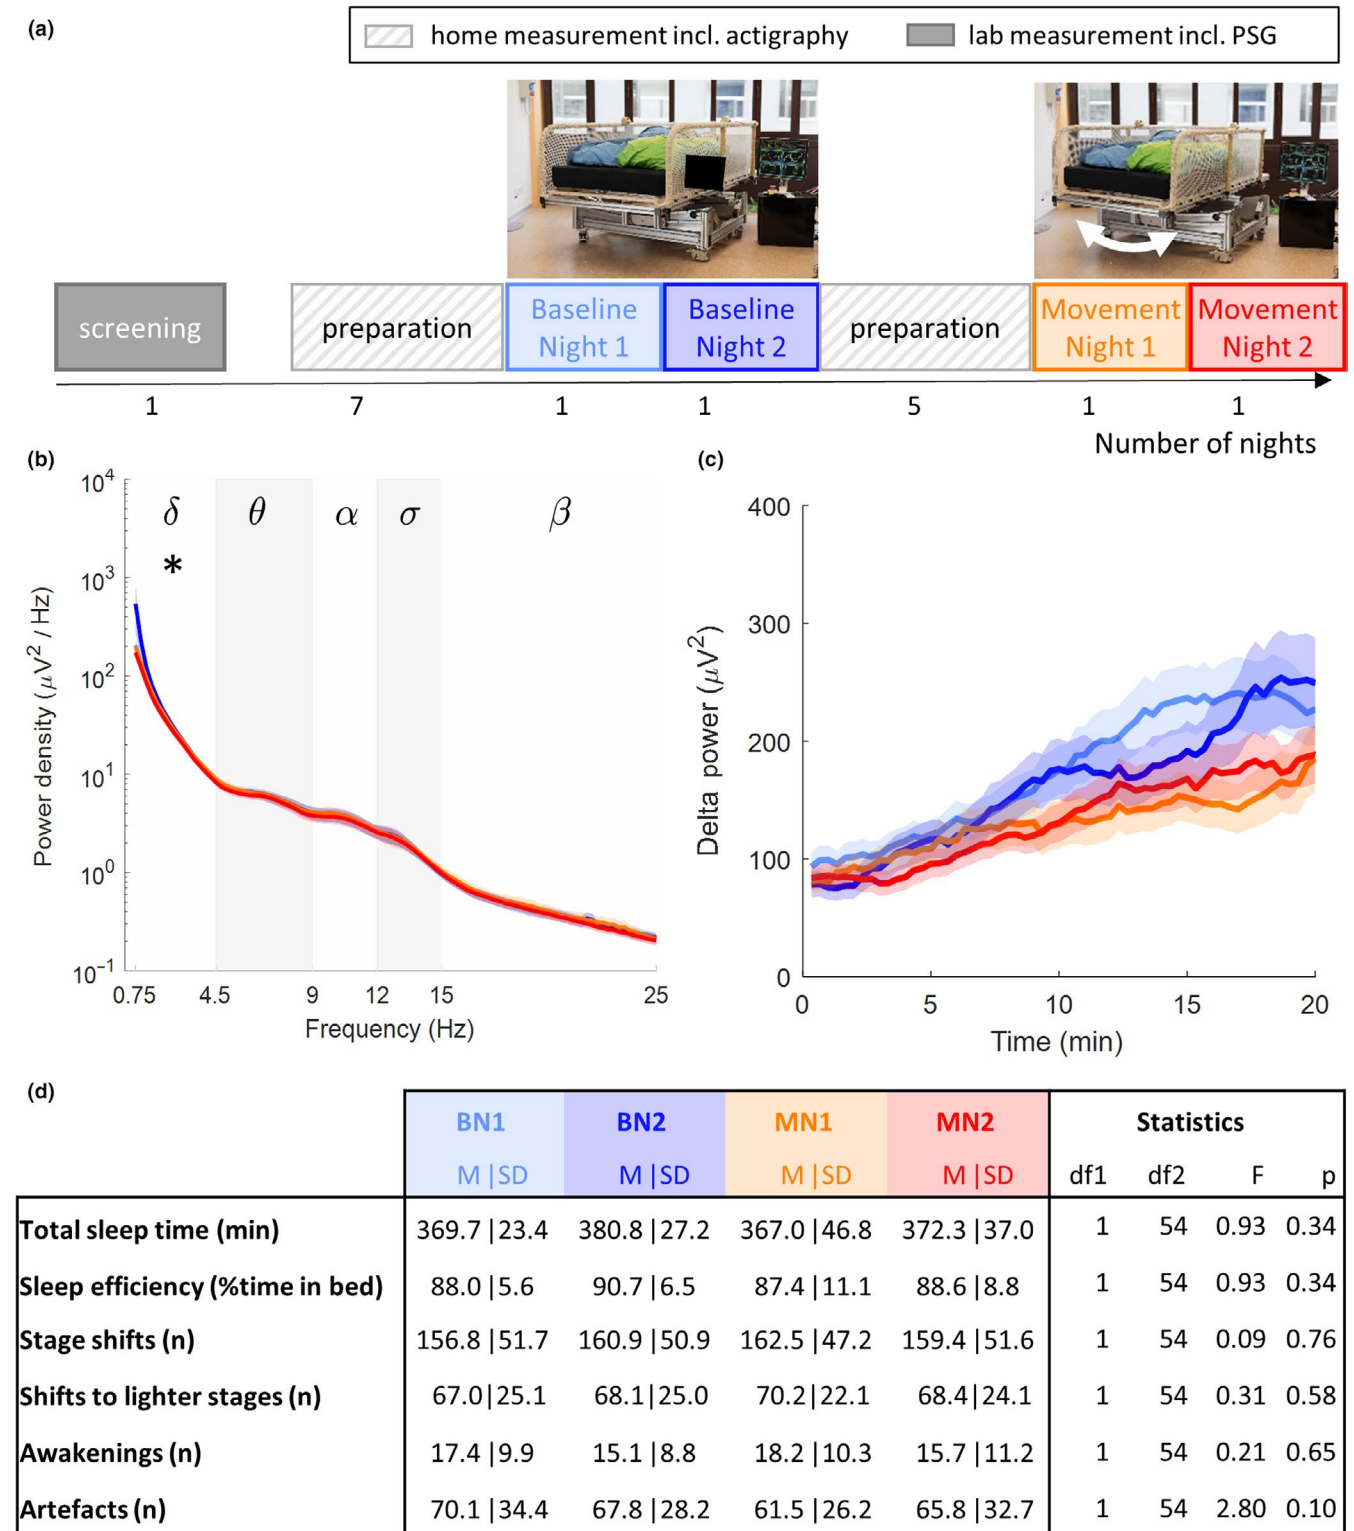 (a)
home measurement incl. actigraphy
lab measurement incl. PSG
screening
preparation
Baseline
Night 1
Baseline
Night 2
preparation
Movement
Night 1
Movement
Night 2
1 7 1 1 5 1 1
Number of nights
(b)
10⁴
10³
10²
10¹
10⁰
10⁻¹
δ θ α σ β
*
Power density (μV² / Hz)
0.75 4.5 9 12 15 25
Frequency (Hz)
(c)
400
300
200
100
0
Delta power (μV²)
0 5 10 15 20
Time (min)
(d)
BN1 BN2 MN1 MN2 Statistics
M|SD M|SD M|SD M|SD df1 df2 F p
Total sleep time (min) 369.7|23.4 380.8|27.2 367.0|46.8 372.3|37.0 1 54 0.93 0.34
Sleep efficiency (%time in bed) 88.0|5.6 90.7|6.5 87.4|11.1 88.6|8.8 1 54 0.93 0.34
Stage shifts (n) 156.8|51.7 160.9|50.9 162.5|47.2 159.4|51.6 1 54 0.09 0.76
Shifts to lighter stages (n) 67.0|25.1 68.1|25.0 70.2|22.1 68.4|24.1 1 54 0.31 0.58
Awakenings (n) 17.4|9.9 15.1|8.8 18.2|10.3 15.7|11.2 1 54 0.21 0.65
Artefacts (n) 70.1|34.4 67.8|28.2 61.5|26.2 65.8|32.7 1 54 2.80 0.10